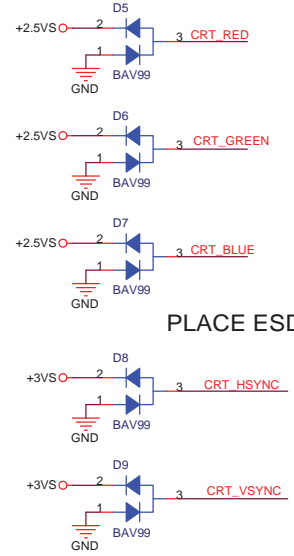 D5
+2.5VS 2 3 CRT_RED
1
GND BAV99
D6
+2.5VS 2 3 CRT_GREEN
1
GND BAV99
D7
+2.5VS 2 3 CRT_BLUE
1
GND BAV99
PLACE ESD
D8
+3VS 2 3 CRT_HSYNC
1
GND BAV99
D9
+3VS 2 3 CRT_VSYNC
1
GND BAV99